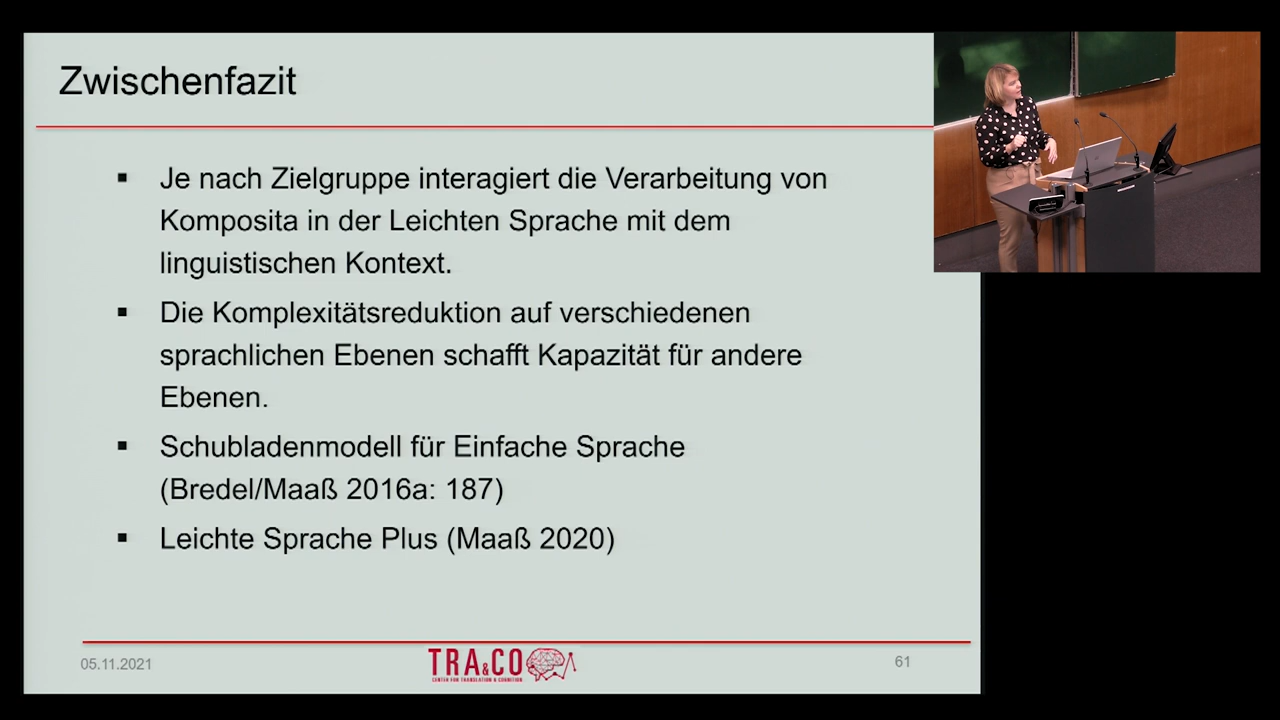 Zwischenfazit
▪ Je nach Zielgruppe interagiert die Verarbeitung von
Komposita in der Leichten Sprache mit dem
linguistischen Kontext.
▪ Die Komplexitätsreduktion auf verschiedenen
sprachlichen Ebenen schafft Kapazität für andere
Ebenen.
▪ Schubladenmodell für Einfache Sprache
(Bredel/Maaß 2016a: 187)
▪ Leichte Sprache Plus (Maaß 2020)
05.11.2021
TRA&CO
CENTER FOR TRANSLATION & COGNITION
61